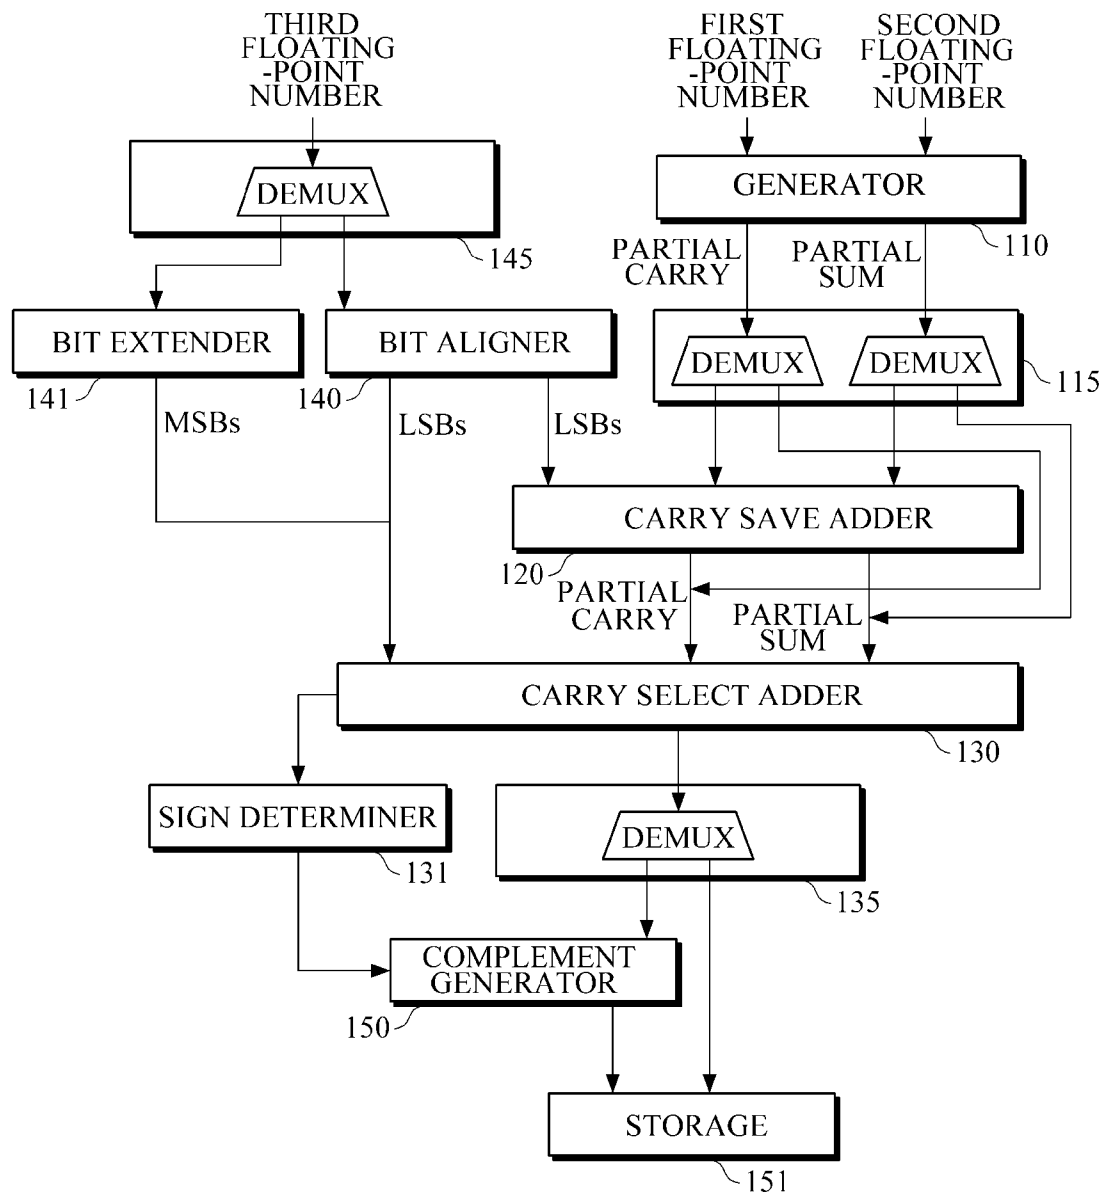 THIRD
FLOATING
-POINT
NUMBER
FIRST
FLOATING
-POINT
NUMBER
SECOND
FLOATING
-POINT
NUMBER
DEMUX
145
GENERATOR
110
PARTIAL
CARRY
PARTIAL
SUM
BIT EXTENDER
141
BIT ALIGNER
140
DEMUX
DEMUX
115
MSBs
LSBs
LSBs
CARRY SAVE ADDER
120
PARTIAL
CARRY
PARTIAL
SUM
CARRY SELECT ADDER
130
SIGN DETERMINER
131
DEMUX
135
COMPLEMENT
GENERATOR
150
STORAGE
151